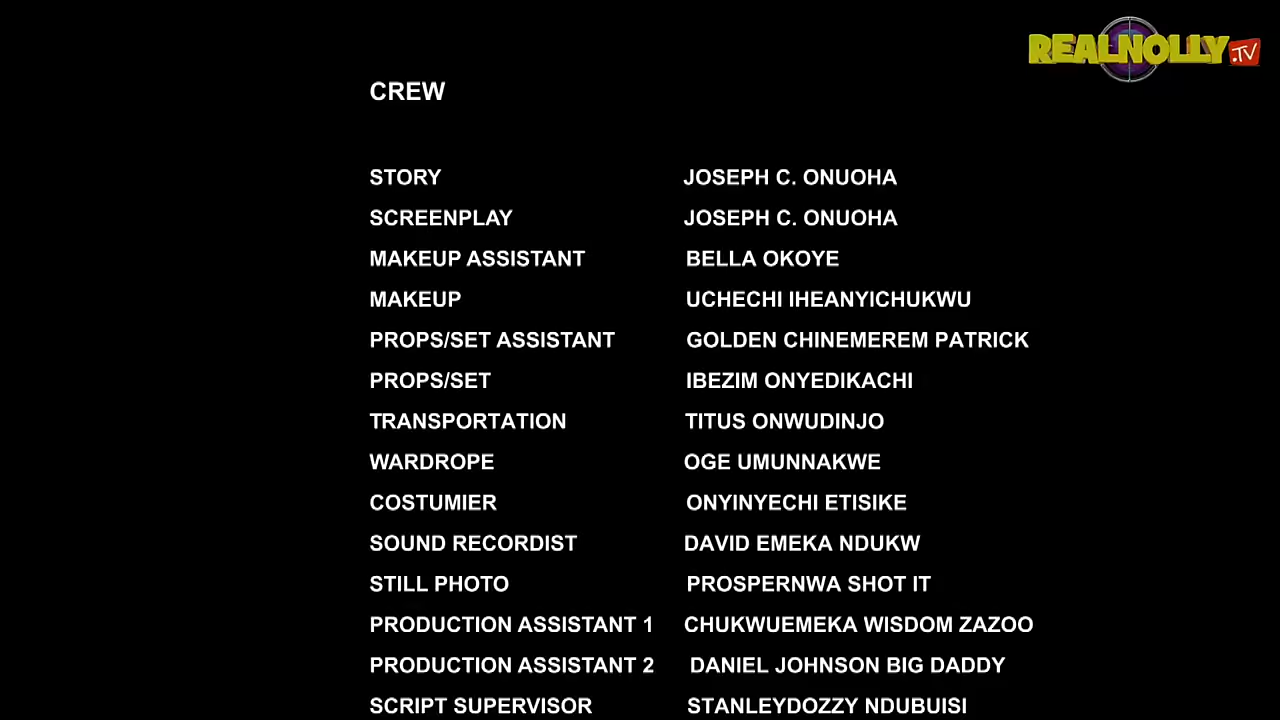 REALNOLLY.TV
CREW
STORY JOSEPH C. ONUOHA
SCREENPLAY JOSEPH C. ONUOHA
MAKEUP ASSISTANT BELLA OKOYE
MAKEUP UCHECHI IHEANYICHUKWU
PROPS/SET ASSISTANT GOLDEN CHINEMEREM PATRICK
PROPS/SET IBEZIM ONYEDIKACHI
TRANSPORTATION TITUS ONWUDINJO
WARDROPE OGE UMUNNAKWE
COSTUMIER ONYINYECHI ETISIKE
SOUND RECORDIST DAVID EMEKA NDUKW
STILL PHOTO PROSPERNWA SHOT IT
PRODUCTION ASSISTANT 1 CHUKWUEMEKA WISDOM ZAZOO
PRODUCTION ASSISTANT 2 DANIEL JOHNSON BIG DADDY
SCRIPT SUPERVISOR STANLEYDOZZY NDUBUISI